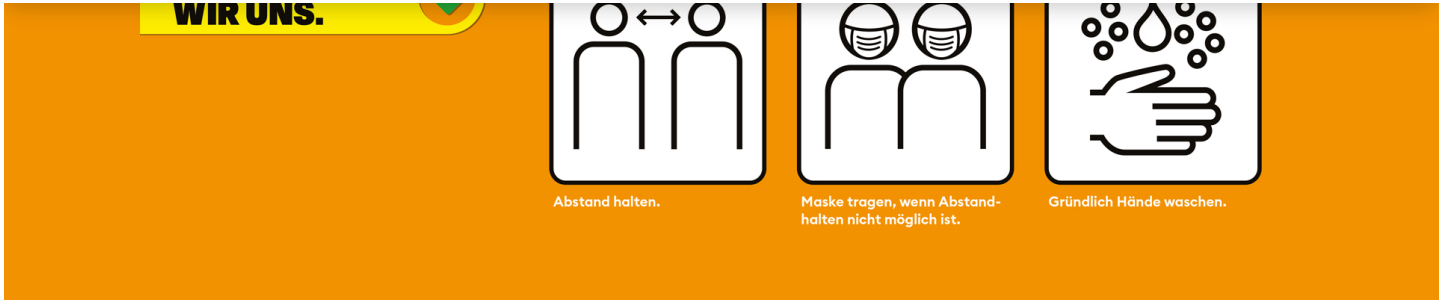 WIR UNS.
Abstand halten.
Maske tragen, wenn Abstand-
halten nicht möglich ist.
Gründlich Hände waschen.